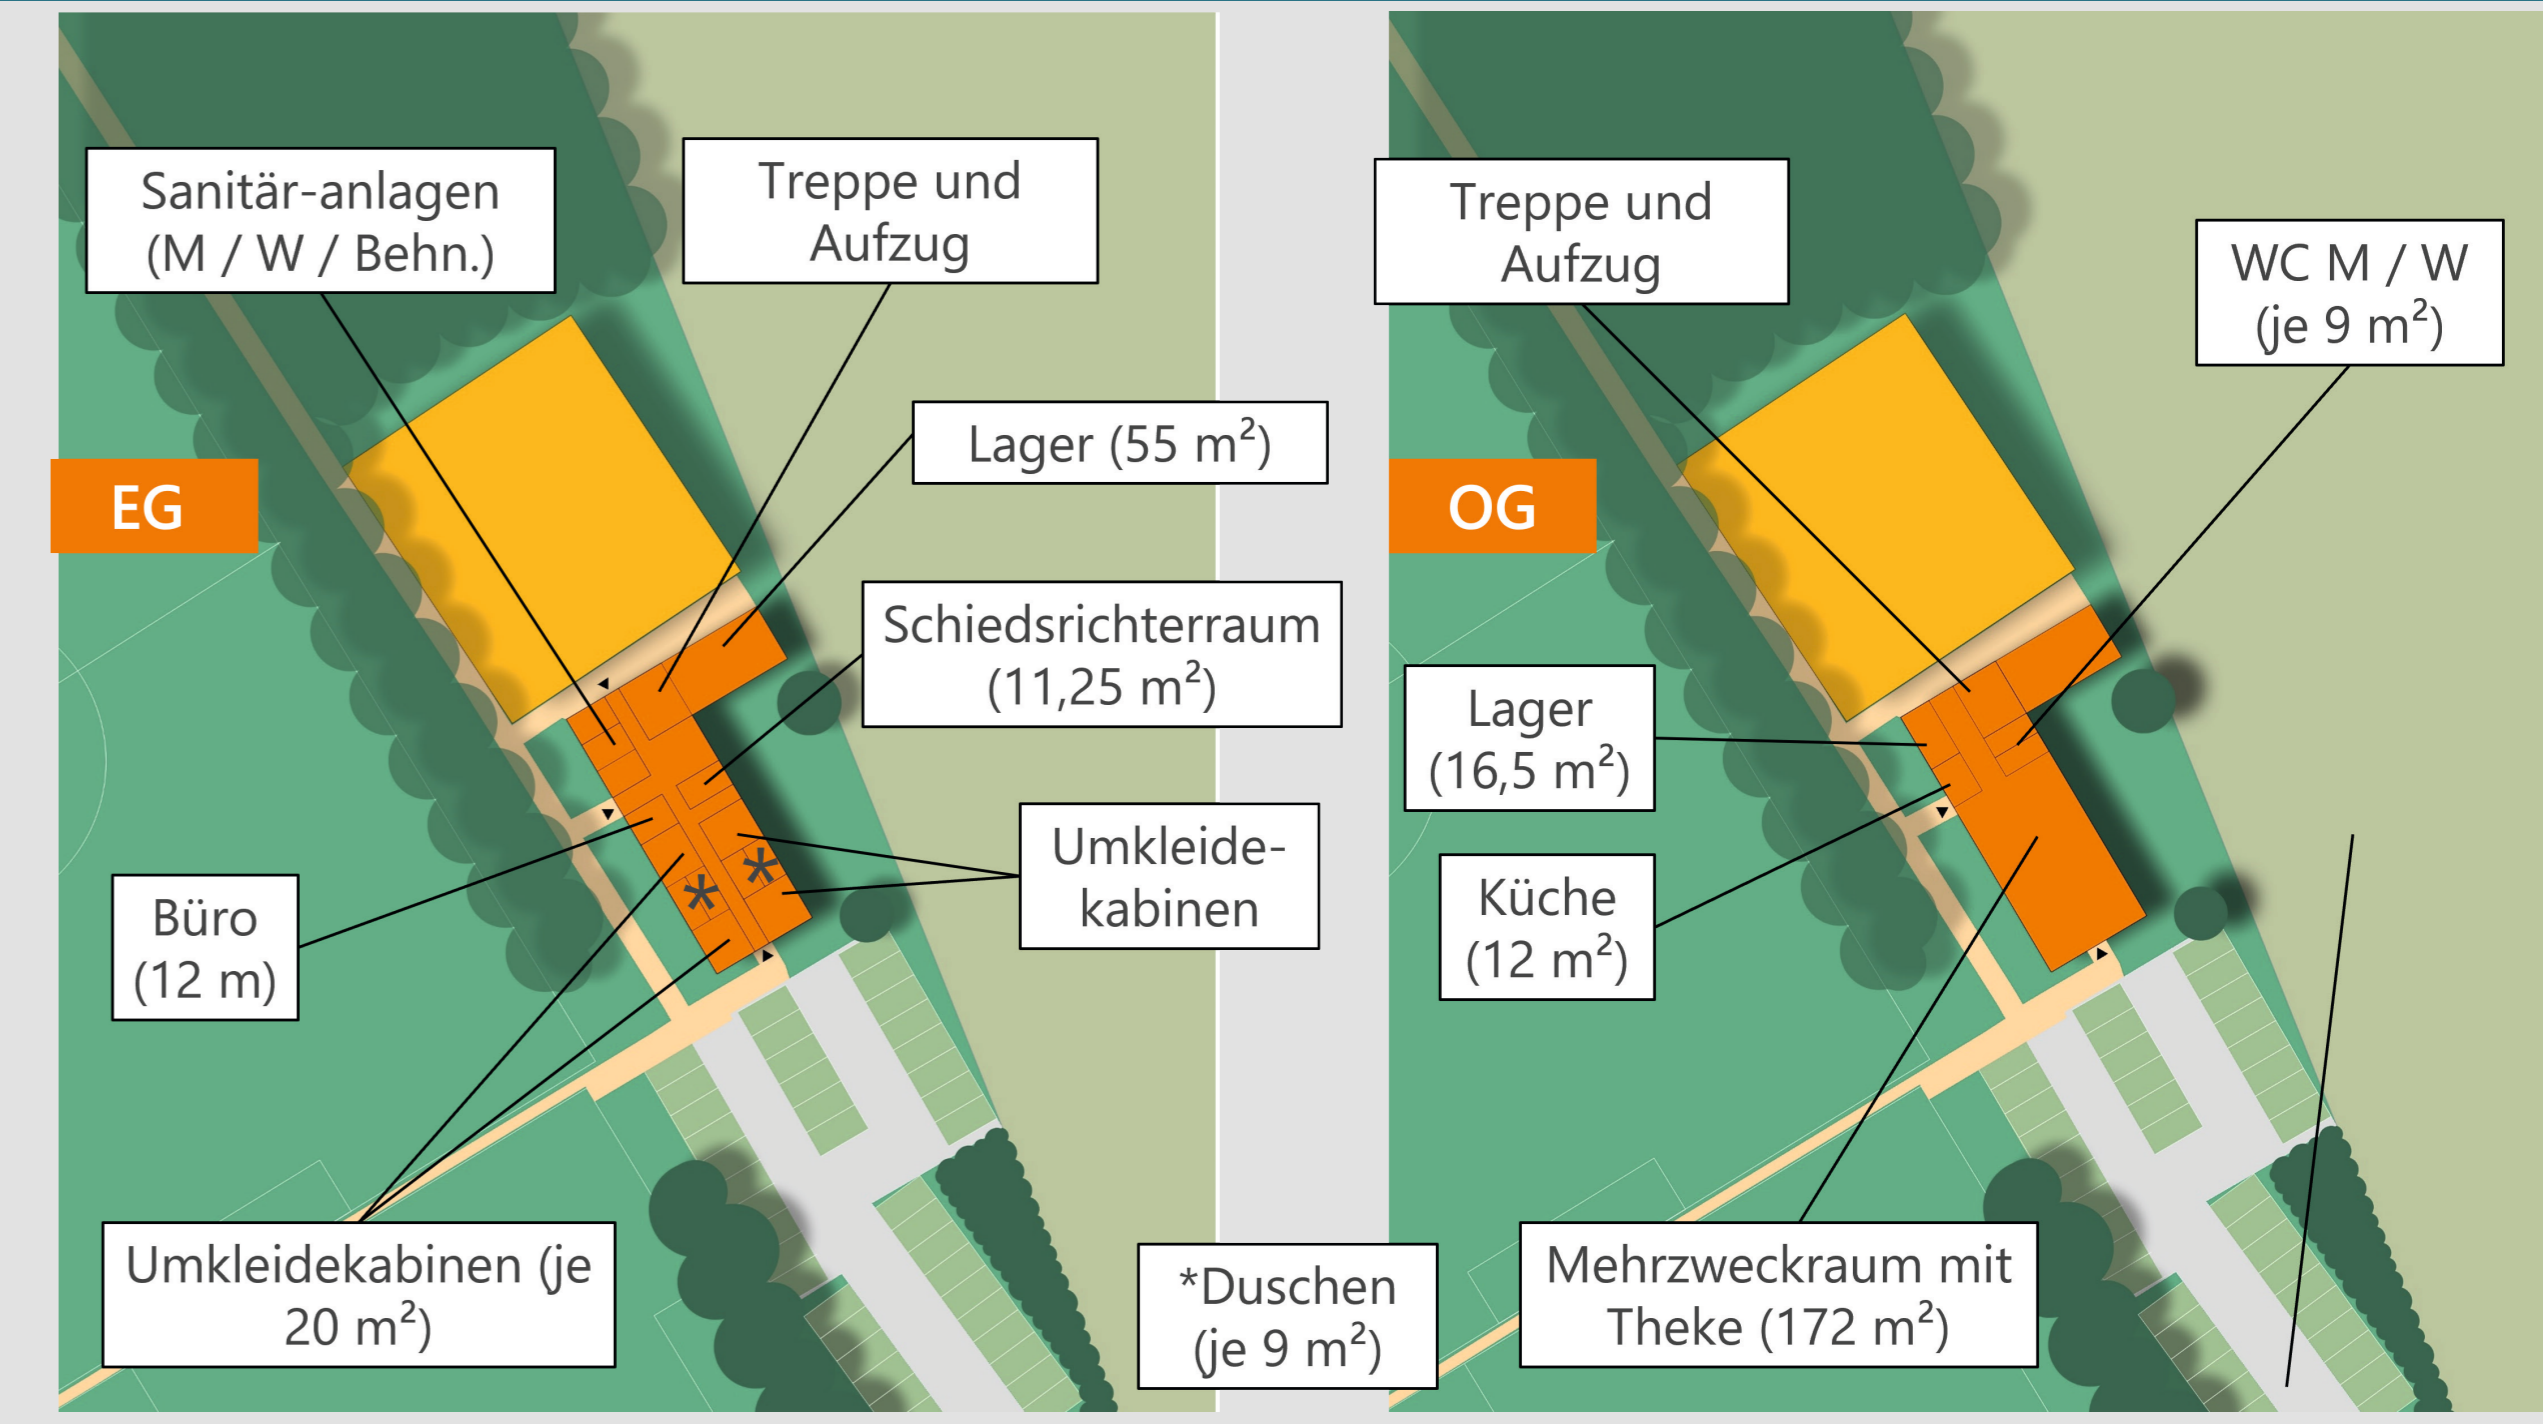 Sanitär-anlagen
(M / W / Behn.)
Treppe und
Aufzug
Lager (55 m²)
EG
Schiedsrichterraum
(11,25 m²)
Umkleide-
kabinen
Büro
(12 m)
*
*
Umkleidekabinen (je
20 m²)
*Duschen
(je 9 m²)
Treppe und
Aufzug
WC M / W
(je 9 m²)
OG
Lager
(16,5 m²)
Küche
(12 m²)
Mehrzweckraum mit
Theke (172 m²)